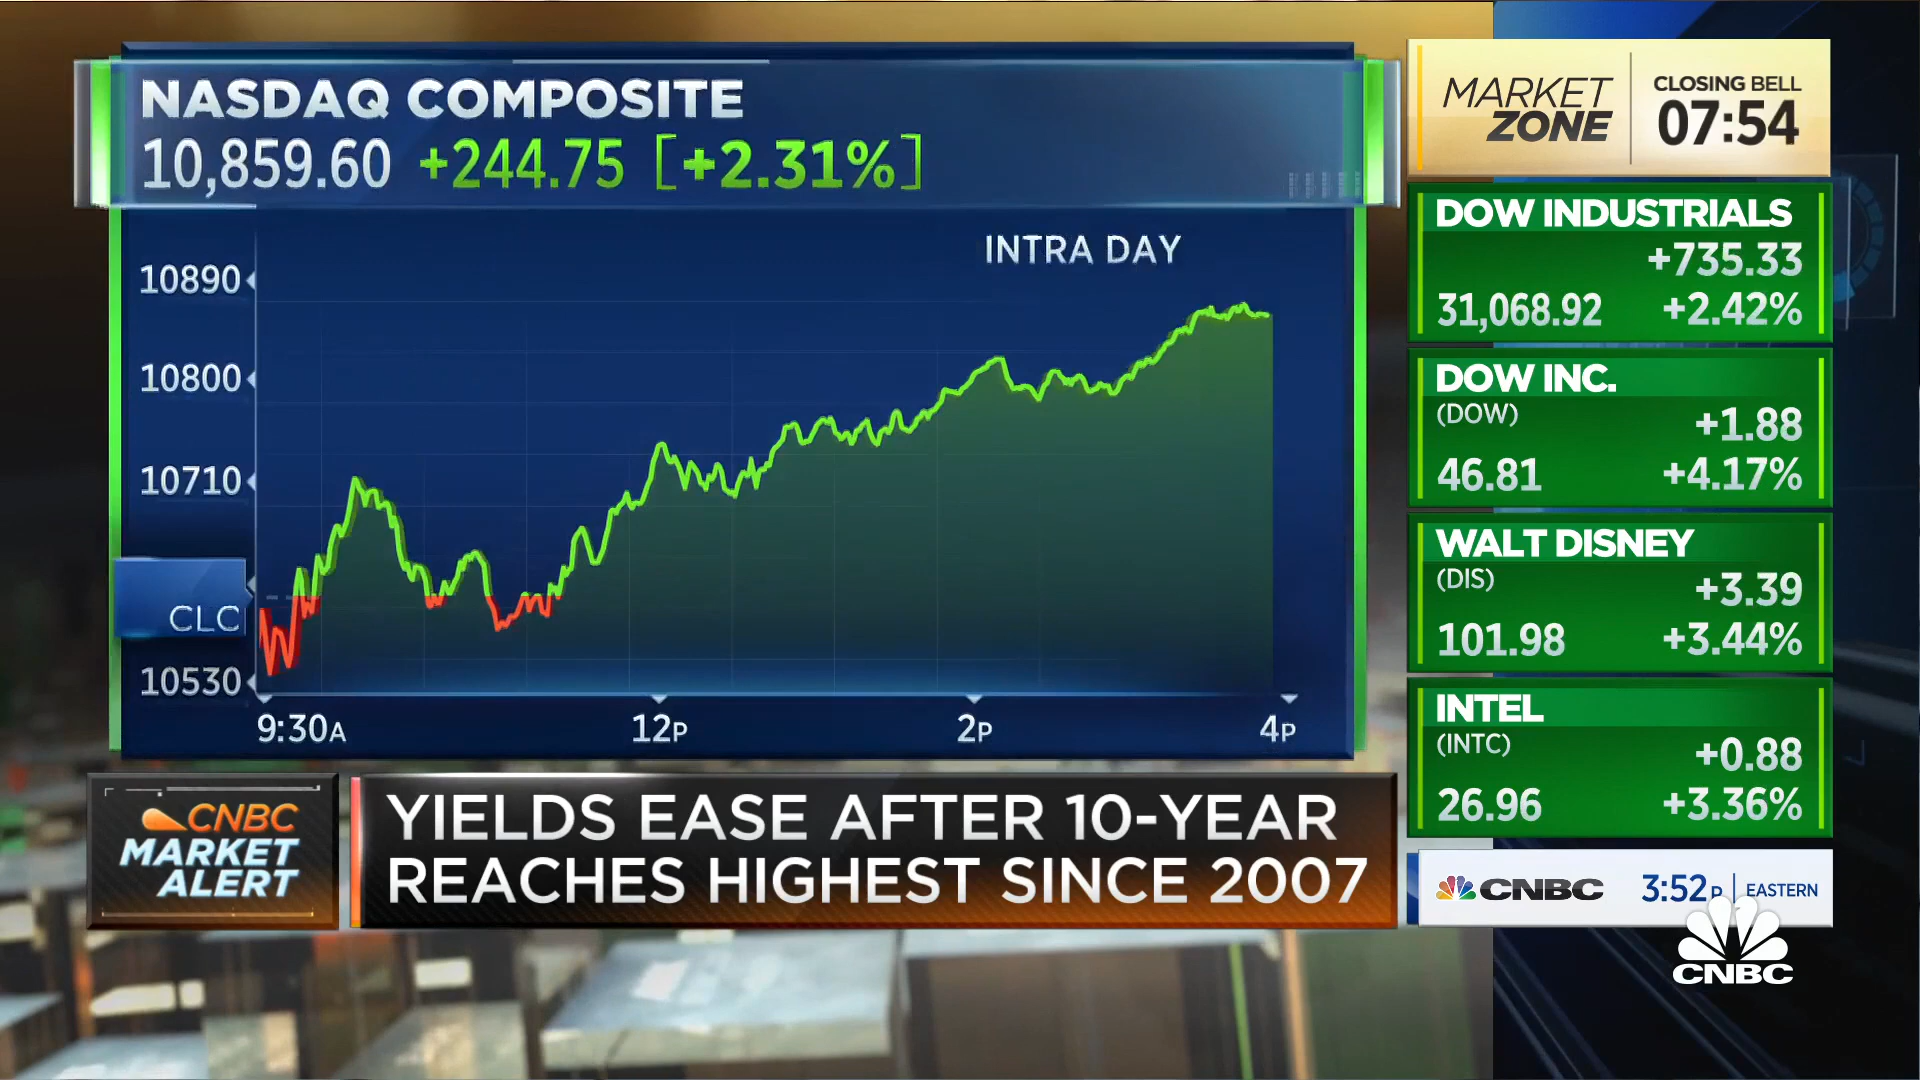 NASDAQ COMPOSITE
10,859.60 +244.75 [+2.31%]
INTRA DAY
10890
10800
10710
CLC
10530
9:30A 12P 2P 4P
CNBC
MARKET
ALERT
YIELDS EASE AFTER 10-YEAR
REACHES HIGHEST SINCE 2007
MARKET
ZONE
CLOSING BELL
07:54
DOW INDUSTRIALS
+735.33
31,068.92 +2.42%
DOW INC.
(DOW) +1.88
46.81 +4.17%
WALT DISNEY
(DIS) +3.39
101.98 +3.44%
INTEL
(INTC) +0.88
26.96 +3.36%
CNBC 3:52P EASTERN
CNBC